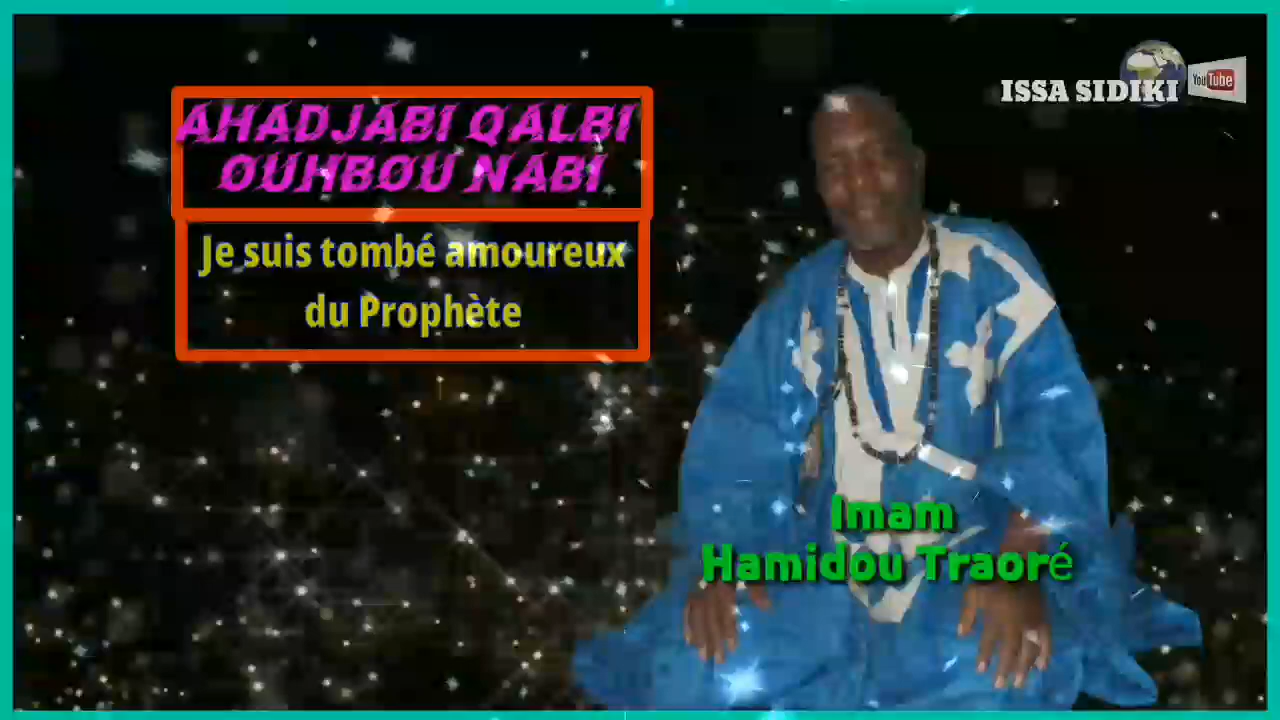 ISSA SIDIKI
YouTube
AHADJABI QALBI
OUHBOU NABI
Je suis tombé amoureux
du Prophète
Imam
Hamidou Traoré